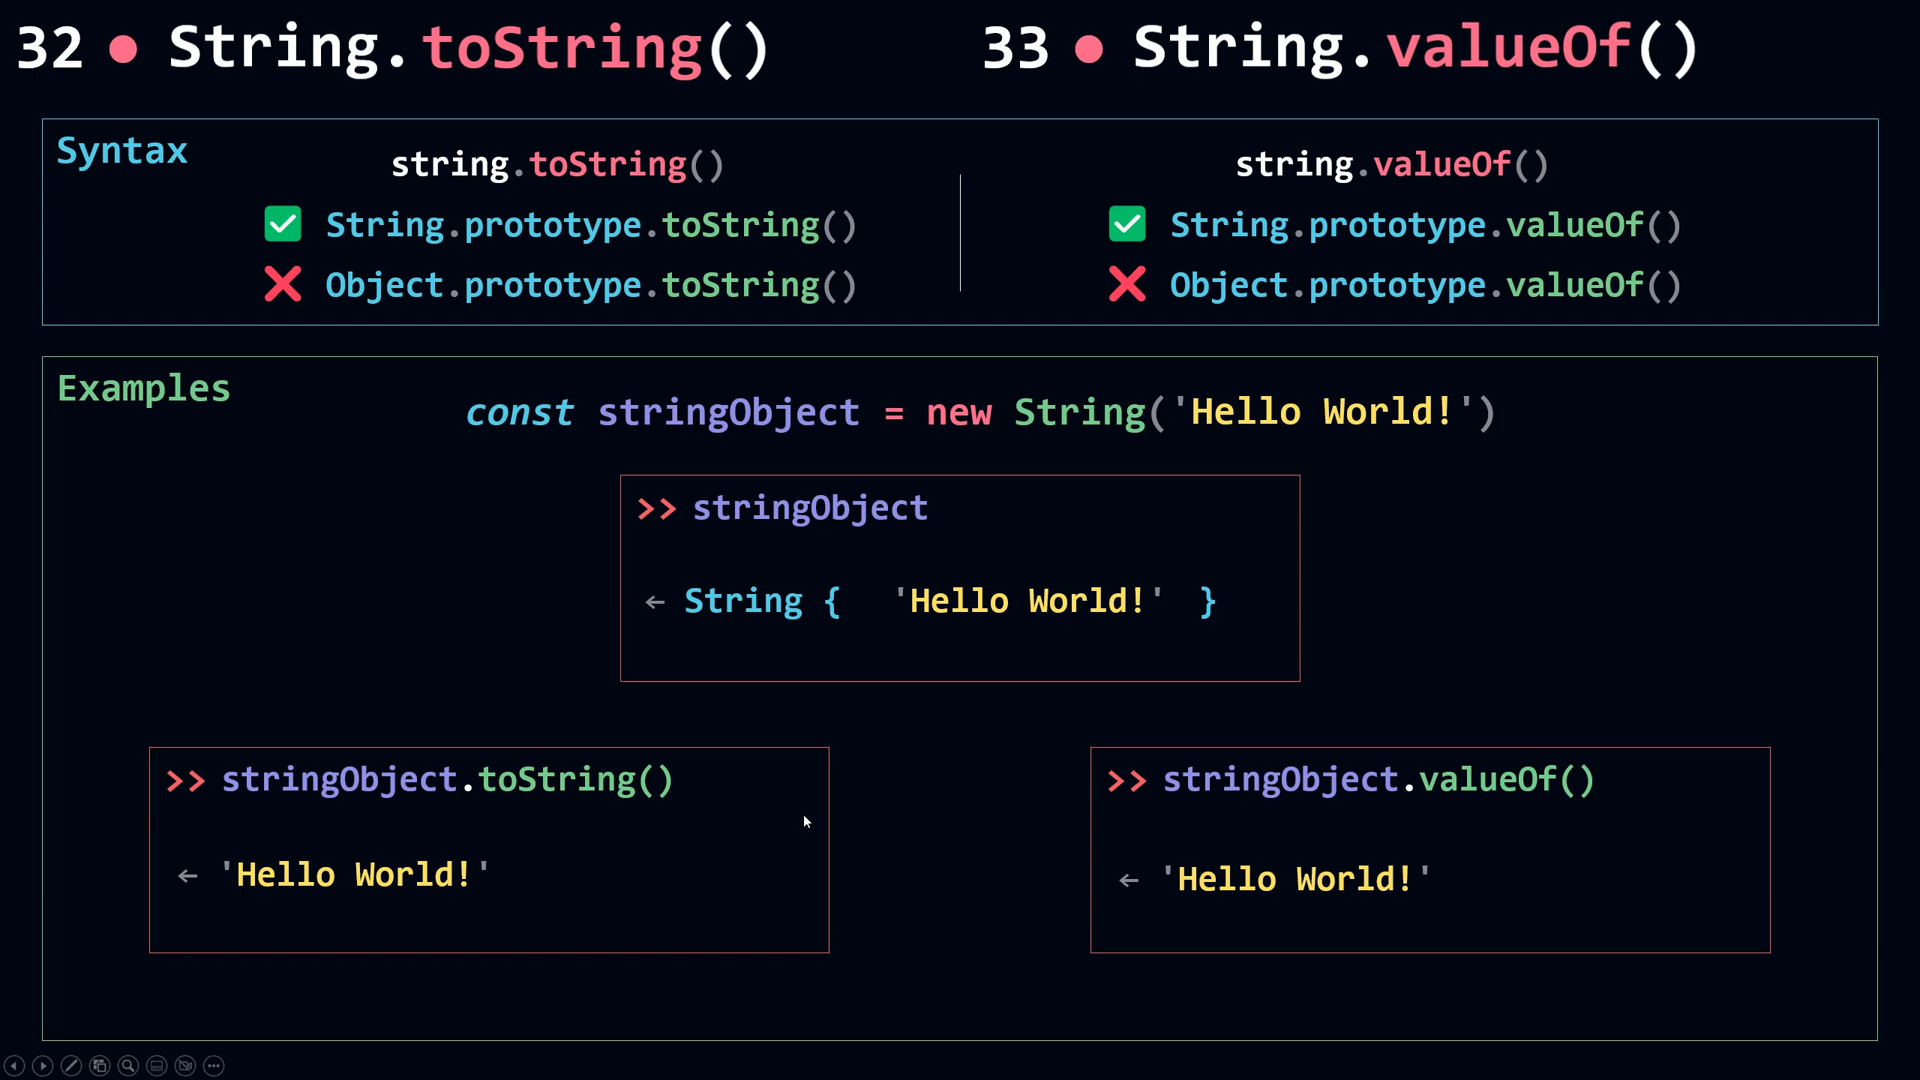 32 • String.toString()
33 • String.valueOf()
Syntax
string.toString()
✅ String.prototype.toString()
❌ Object.prototype.toString()
string.valueOf()
✅ String.prototype.valueOf()
❌ Object.prototype.valueOf()
Examples
const stringObject = new String('Hello World!')
>> stringObject
← String { 'Hello World!' }
>> stringObject.toString()
← 'Hello World!'
>> stringObject.valueOf()
← 'Hello World!'